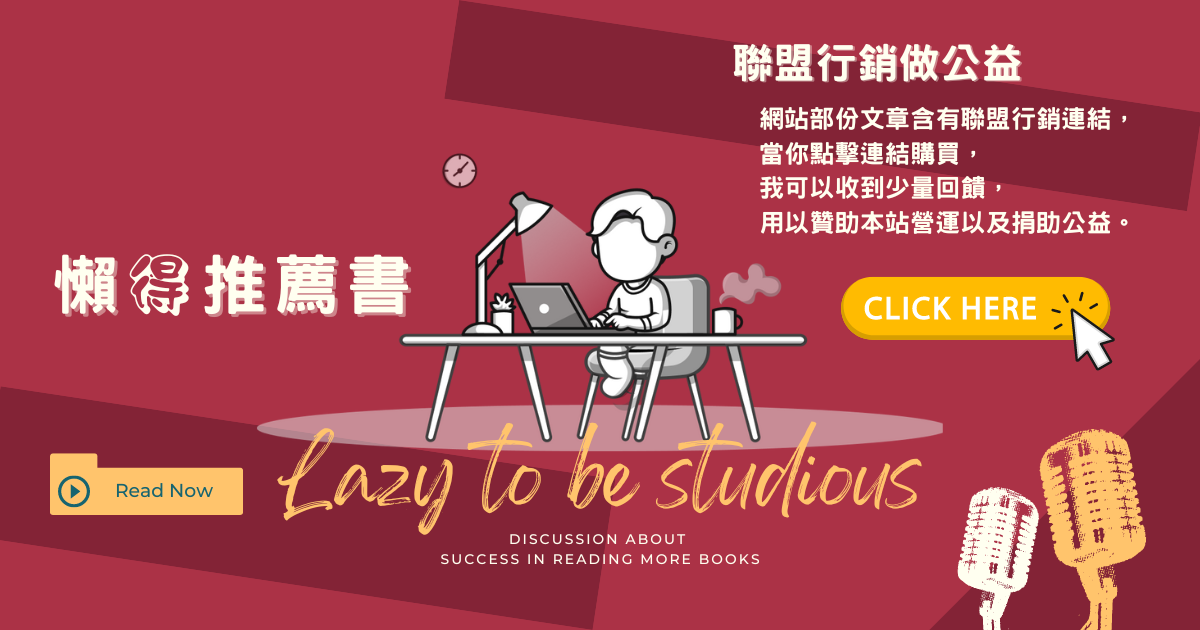 聯盟行銷做公益
網站部份文章含有聯盟行銷連結，
當你點擊連結購買，
我可以收到少量回饋，
用以贊助本站營運以及捐助公益。
懶得推薦書
CLICK HERE
Read Now
Lazy to be studious
DISCUSSION ABOUT
SUCCESS IN READING MORE BOOKS